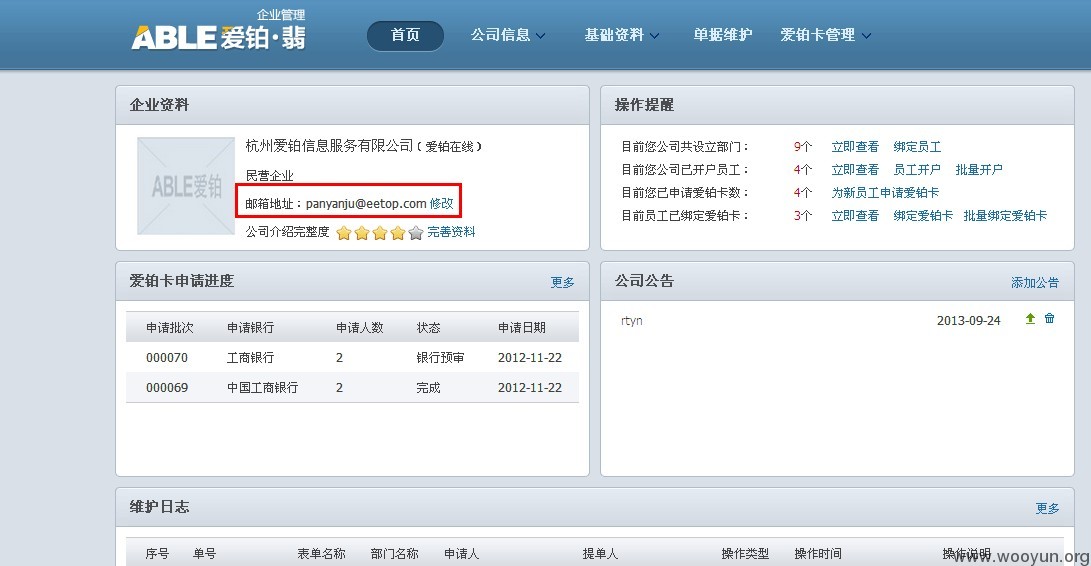 企业管理
ABLE爱铂·翡
首页 公司信息 基础资料 单据维护 爱铂卡管理
企业资料
ABLE爱铂
杭州爱铂信息服务有限公司(爱铂在线)
民营企业
邮箱地址：panyanju@eetop.com 修改
公司介绍完整度 完善资料
操作提醒
目前您公司共设立部门： 9个 立即查看 绑定员工
目前您公司已开户员工： 4个 立即查看 员工开户 批量开户
目前您已申请爱铂卡数： 4个 为新员工申请爱铂卡
目前员工已绑定爱铂卡： 3个 立即查看 绑定爱铂卡 批量绑定爱铂卡
爱铂卡申请进度 更多
申请批次 申请银行 申请人数 状态 申请日期
000070 工商银行 2 银行预审 2012-11-22
000069 中国工商银行 2 完成 2012-11-22
公司公告 添加公告
rtyn 2013-09-24
维护日志 更多
序号 单号 表单名称 部门名称 申请人 提单人 操作类型 操作时间 操作说明
www.wooyun.org